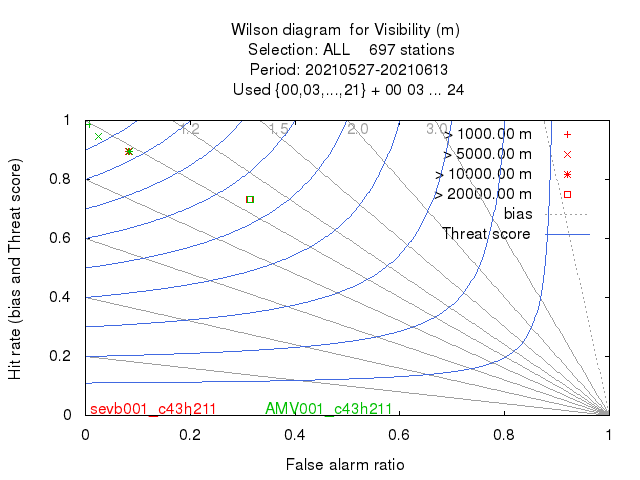 Wilson diagram for Visibility (m)
Selection: ALL 697 stations
Period: 20210527-20210613
Used {00,03,...,21} + 00 03 ... 24
Hit rate (bias and Threat score)
1
0.8
0.6
0.4
0.2
0
1.2 1.5 2.0 3.0
> 1000.00 m
> 5000.00 m
> 10000.00 m
> 20000.00 m
bias
Threat score
sevb001_c43h211 AMV001_c43h211
0 0.2 0.4 0.6 0.8 1
False alarm ratio